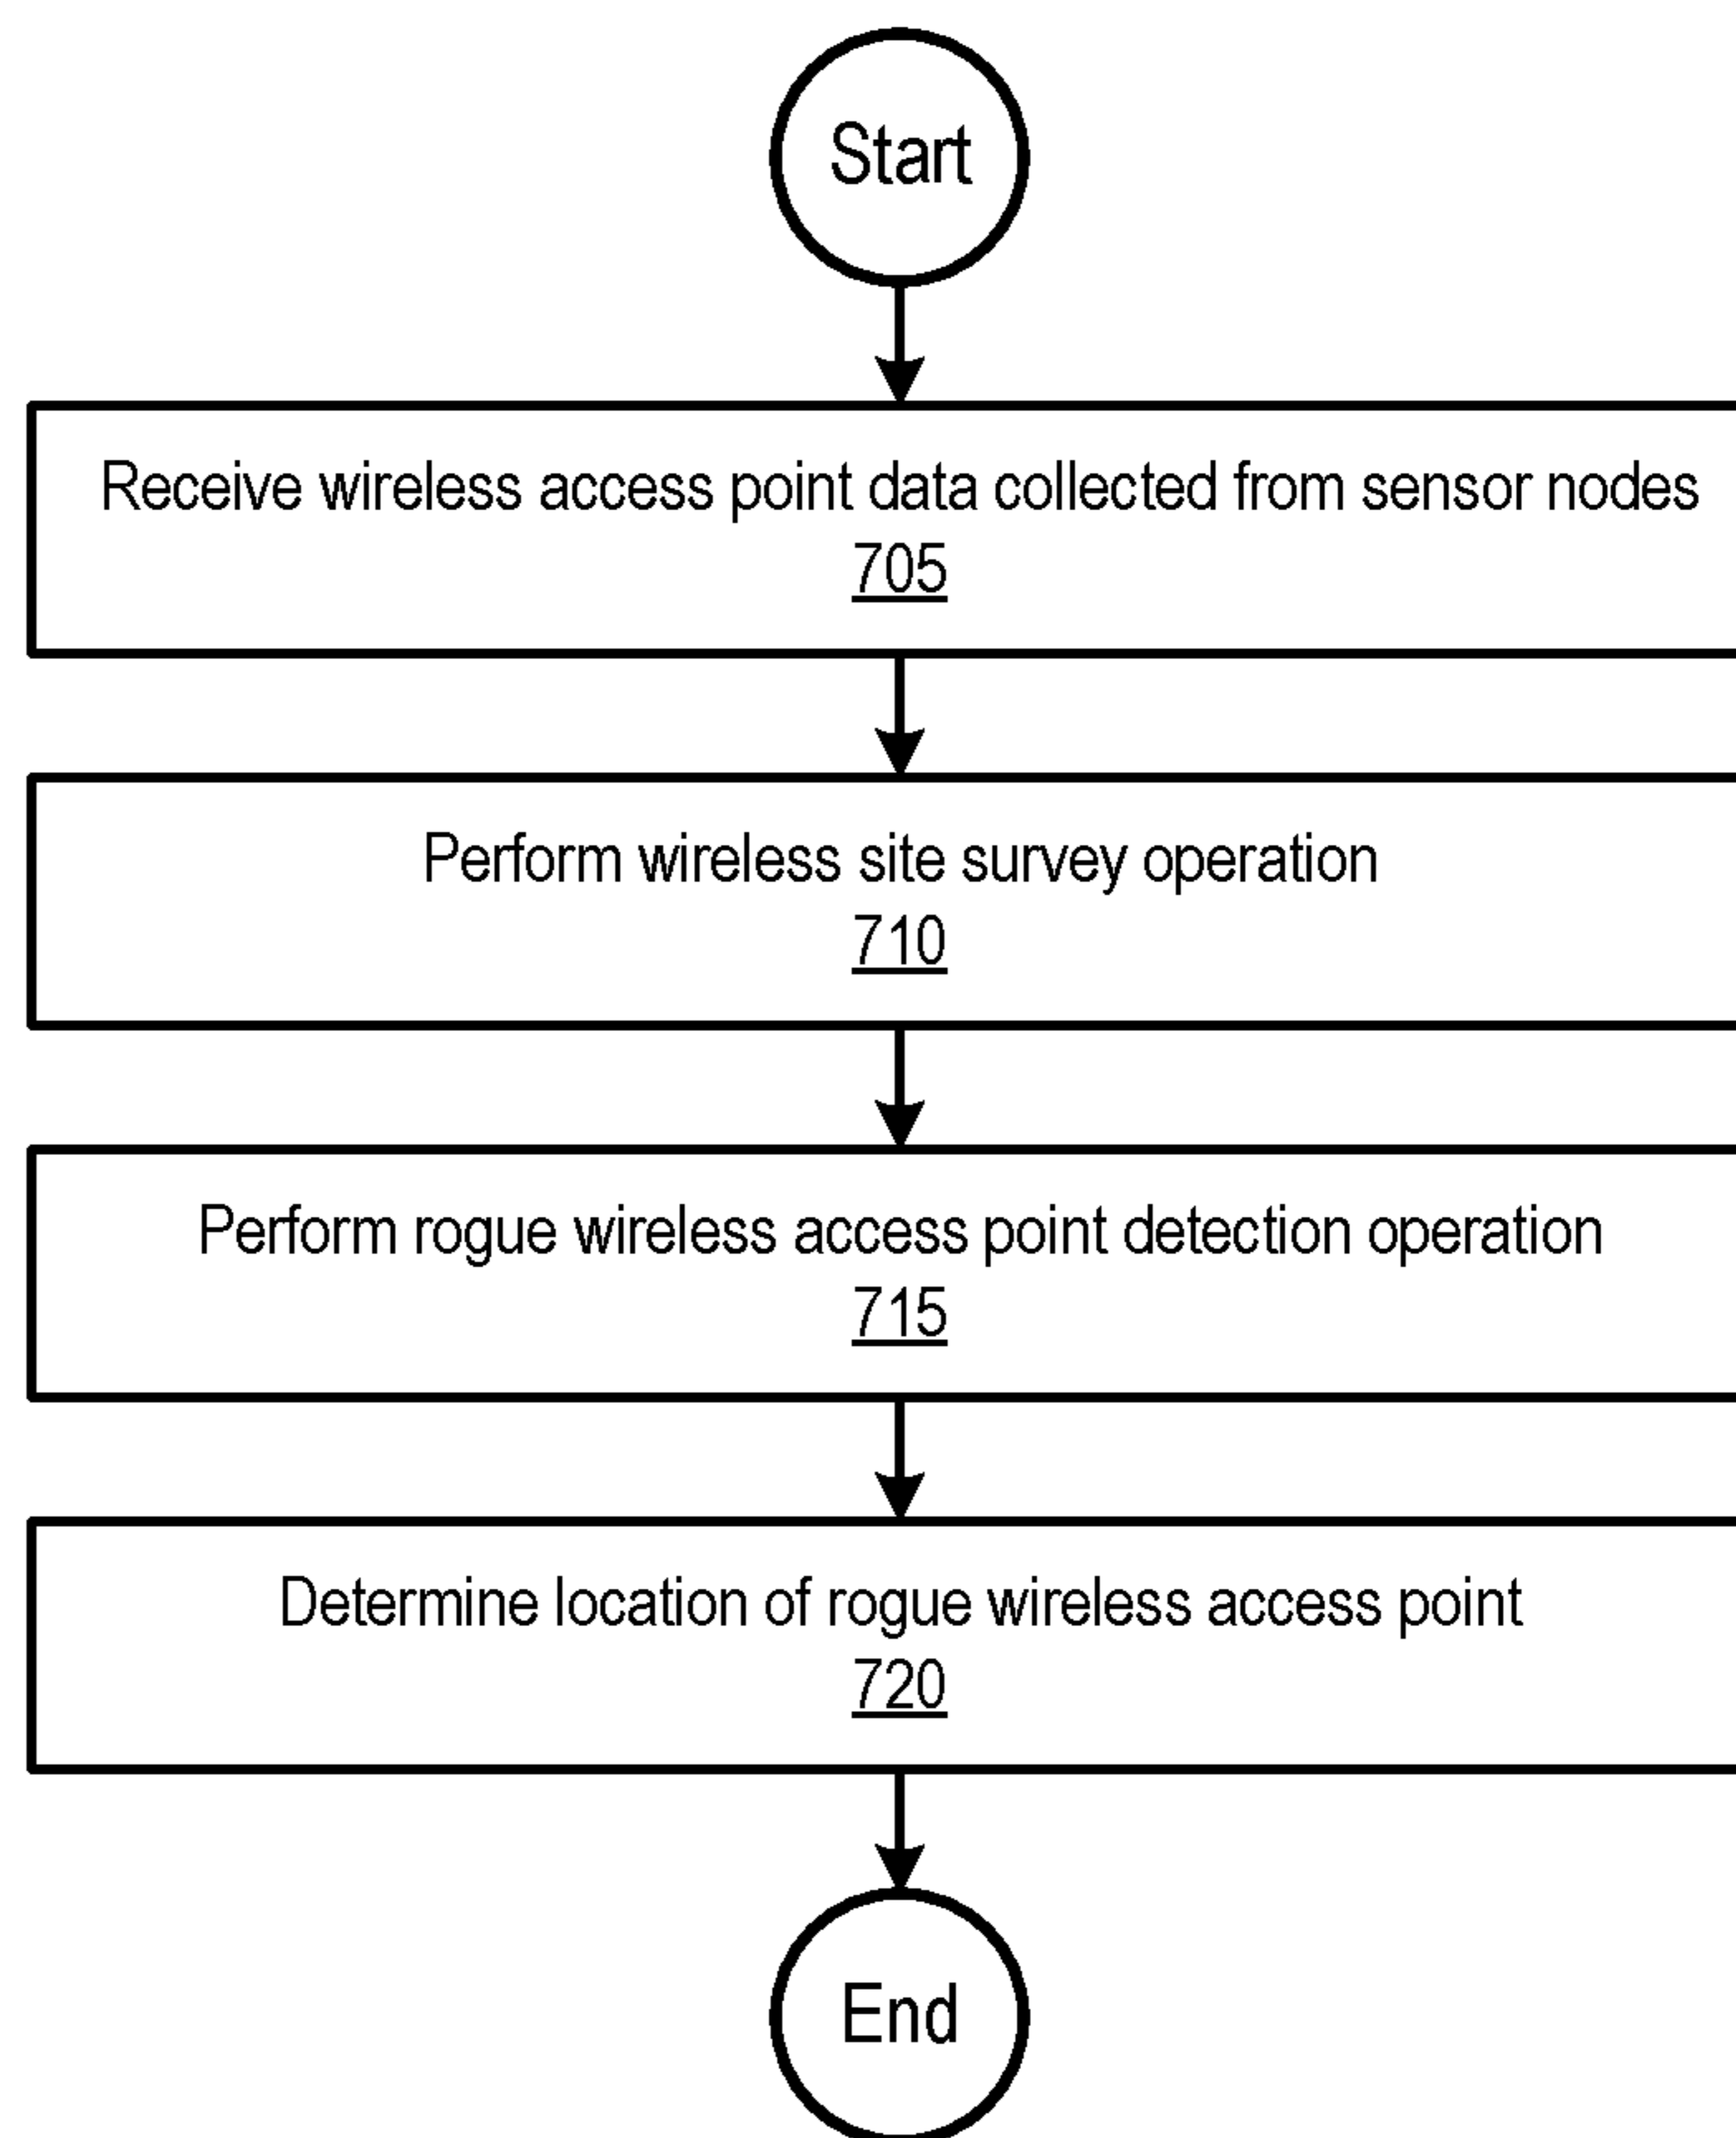 Start
Receive wireless access point data collected from sensor nodes
705
Perform wireless site survey operation
710
Perform rogue wireless access point detection operation
715
Determine location of rogue wireless access point
720
End